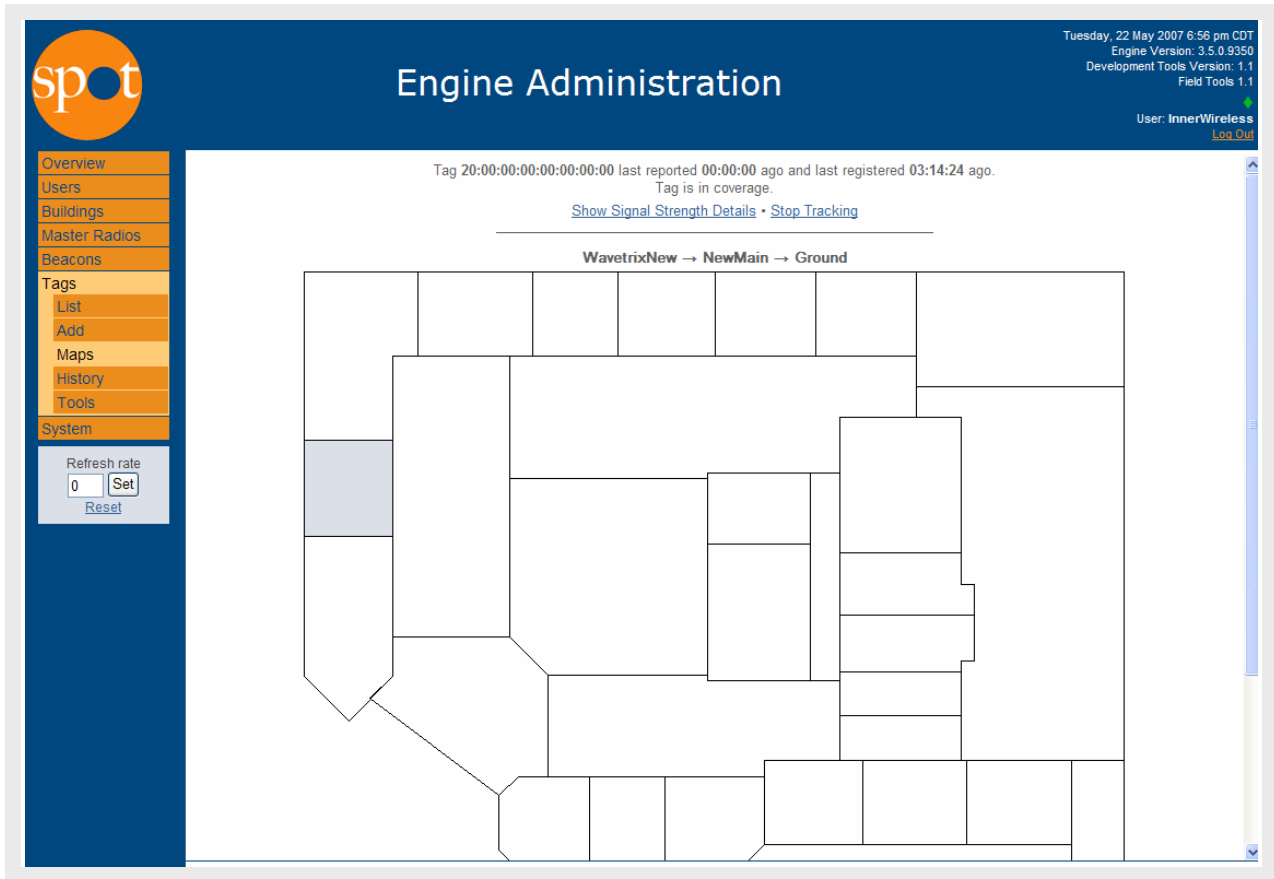 spot
Engine Administration
Tuesday, 22 May 2007 6:56 pm CDT
Engine Version: 3.5.0.9350
Development Tools Version: 1.1
Field Tools 1.1
User: InnerWireless
Log Out
Overview
Users
Buildings
Master Radios
Beacons
Tags
List
Add
Maps
History
Tools
System
Refresh rate
0 Set
Reset
Tag 20:00:00:00:00:00:00:00 last reported 00:00:00 ago and last registered 03:14:24 ago.
Tag is in coverage.
Show Signal Strength Details • Stop Tracking
WavetrixNew → NewMain → Ground